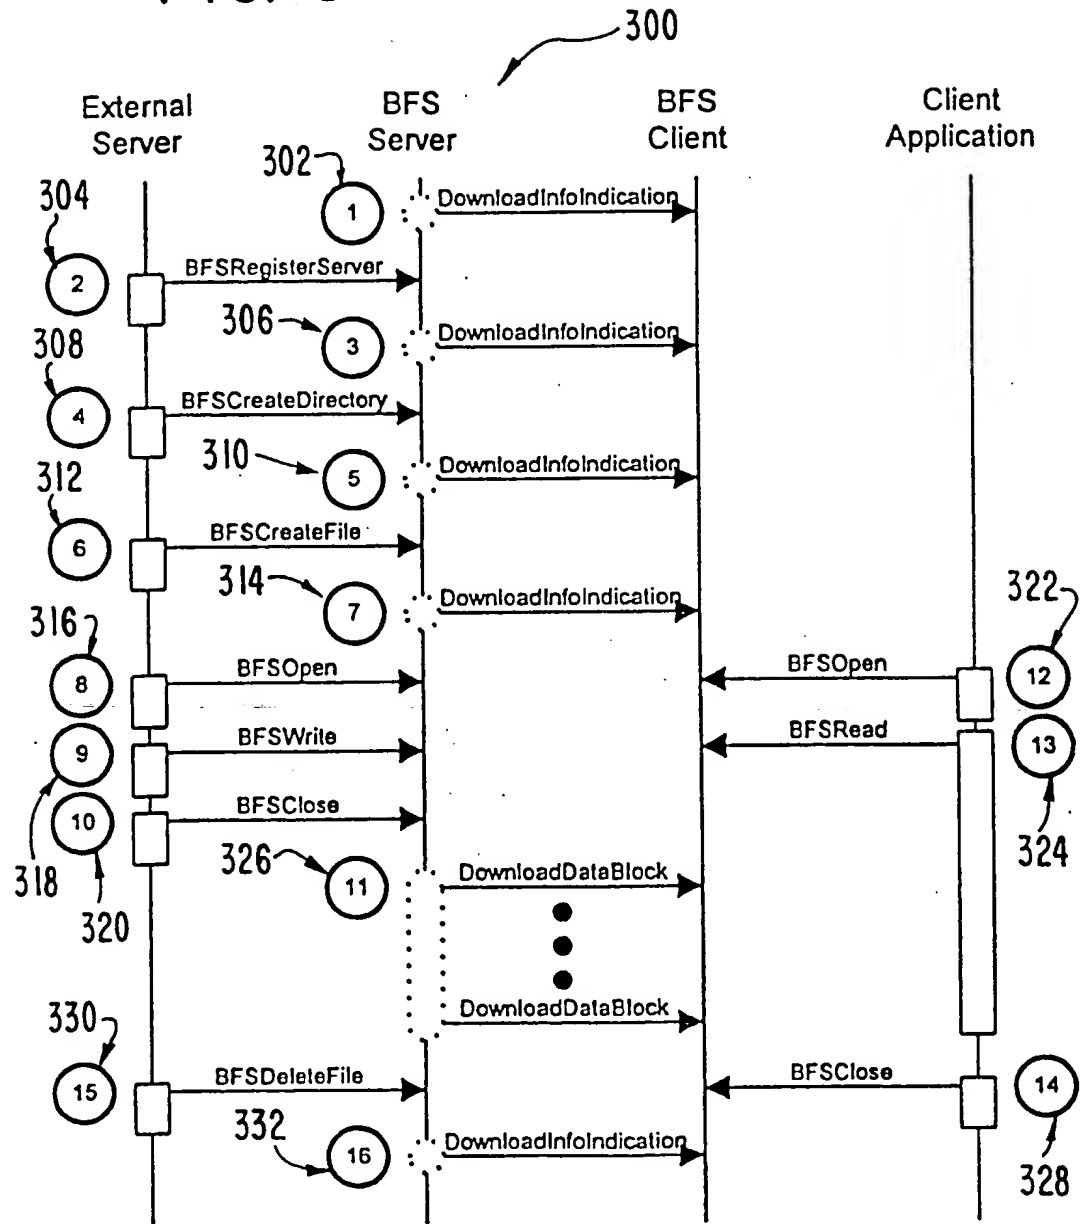 300
External
Server
BFS
Server
BFS
Client
Client
Application
302
304
1
DownloadInfoIndication
2
BFSRegisterServer
306
3
DownloadInfoIndication
308
4
BFSCreateDirectory
310
5
DownloadInfoIndication
312
6
BFSCreateFile
314
7
DownloadInfoIndication
322
316
8
BFSOpen
BFSOpen
12
9
BFSWrite
BFSRead
13
318
10
BFSClose
324
320
326
11
DownloadDataBlock
DownloadDataBlock
330
15
BFSDeleteFile
BFSClose
14
332
16
DownloadInfoIndication
328